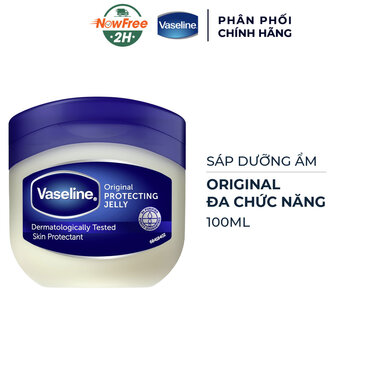 NowFree
2H
Vaseline
PHÂN PHỐI
CHÍNH HÃNG
Vaseline®
Original
PROTECTING
JELLY
Dermatologically Tested
Skin Protectant
SÁP DƯỠNG ẨM
ORIGINAL
ĐA CHỨC NĂNG
100ML